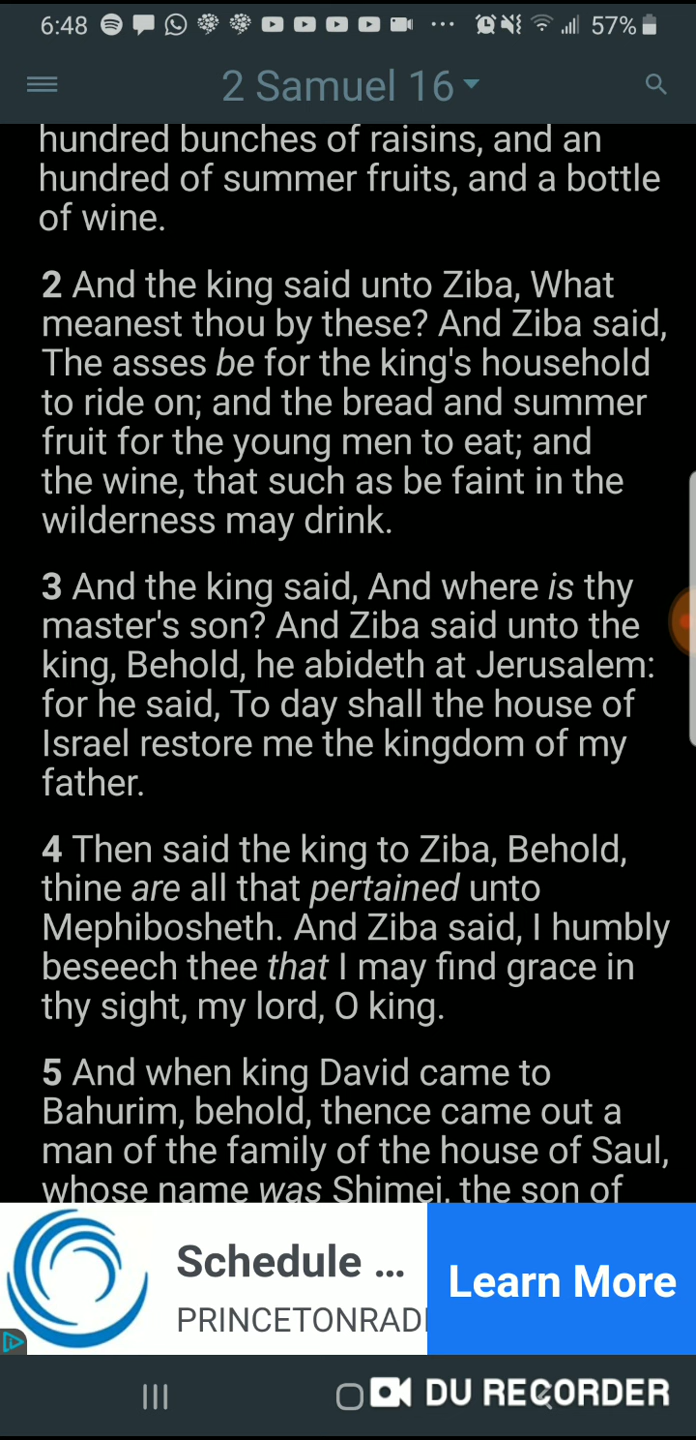 6:48
57%
2 Samuel 16
hundred bunches of raisins, and an
hundred of summer fruits, and a bottle
of wine.
2 And the king said unto Ziba, What
meanest thou by these? And Ziba said,
The asses be for the king's household
to ride on; and the bread and summer
fruit for the young men to eat; and
the wine, that such as be faint in the
wilderness may drink.
3 And the king said, And where is thy
master's son? And Ziba said unto the
king, Behold, he abideth at Jerusalem:
for he said, To day shall the house of
Israel restore me the kingdom of my
father.
4 Then said the king to Ziba, Behold,
thine are all that pertained unto
Mephibosheth. And Ziba said, I humbly
beseech thee that I may find grace in
thy sight, my lord, O king.
5 And when king David came to
Bahurim, behold, thence came out a
man of the family of the house of Saul,
whose name was Shimei, the son of
Schedule ...
PRINCETONRADI
Learn More
DU RECORDER